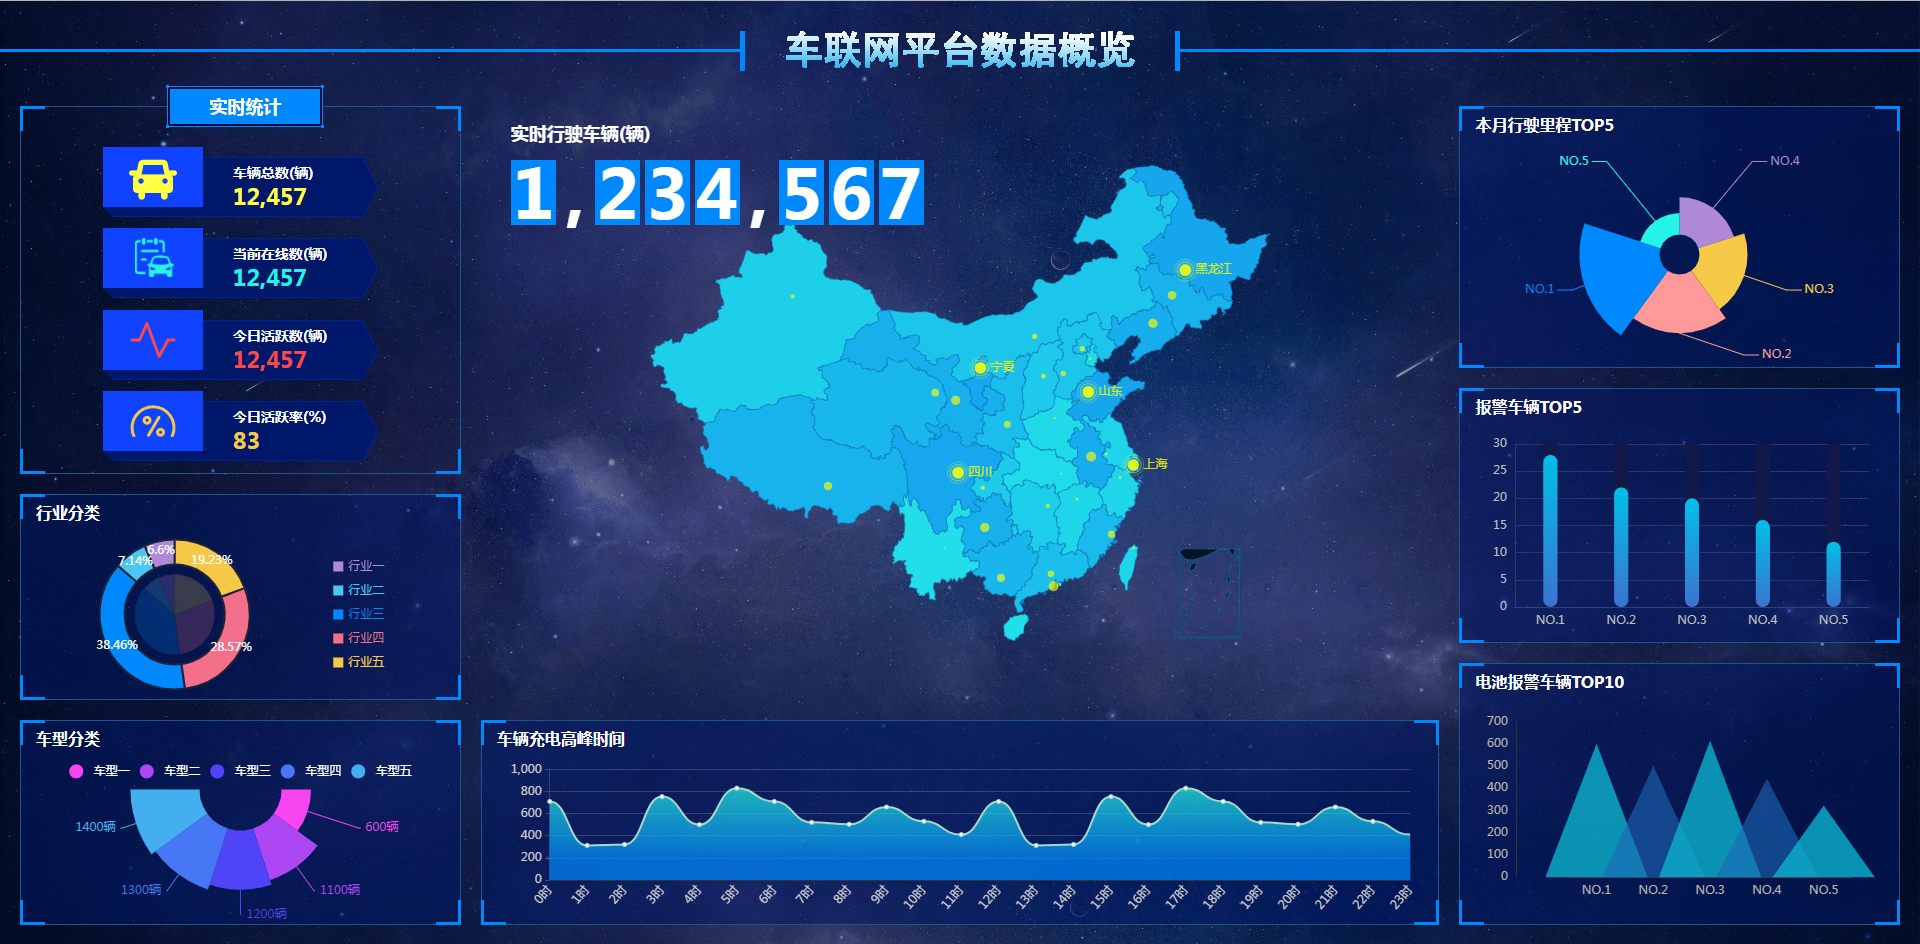 车联网平台数据概览
实时统计
车辆总数(辆)
12,457
当前在线数(辆)
12,457
今日活跃数(辆)
12,457
今日活跃率(%)
83
行业分类
6.6%
7.14%
19.23%
38.46%
28.57%
行业一
行业二
行业三
行业四
行业五
车型分类
车型一 车型二 车型三 车型四 车型五
1400辆
600辆
1300辆
1100辆
1200辆
实时行驶车辆(辆)
1,234,567
黑龙江
宁夏
山东
四川
上海
车辆充电高峰时间
1,000
800
600
400
200
0
0时 1时 2时 3时 4时 5时 6时 7时 8时 9时 10时 11时 12时 13时 14时 15时 16时 17时 18时 19时 20时 21时 22时 23时
本月行驶里程TOP5
NO.5
NO.4
NO.1
NO.3
NO.2
报警车辆TOP5
30
25
20
15
10
5
0
NO.1 NO.2 NO.3 NO.4 NO.5
电池报警车辆TOP10
700
600
500
400
300
200
100
0
NO.1 NO.2 NO.3 NO.4 NO.5